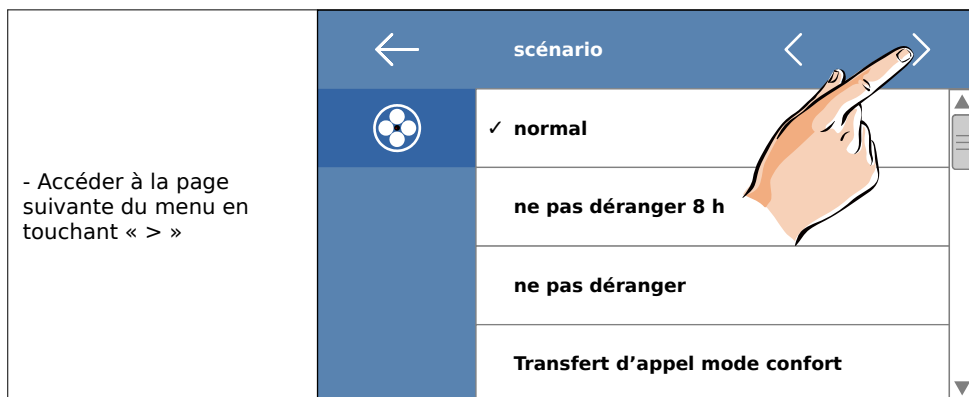 - Accéder à la page
suivante du menu en
touchant « > »
scénario
✓ normal
ne pas déranger 8 h
ne pas déranger
Transfert d’appel mode confort